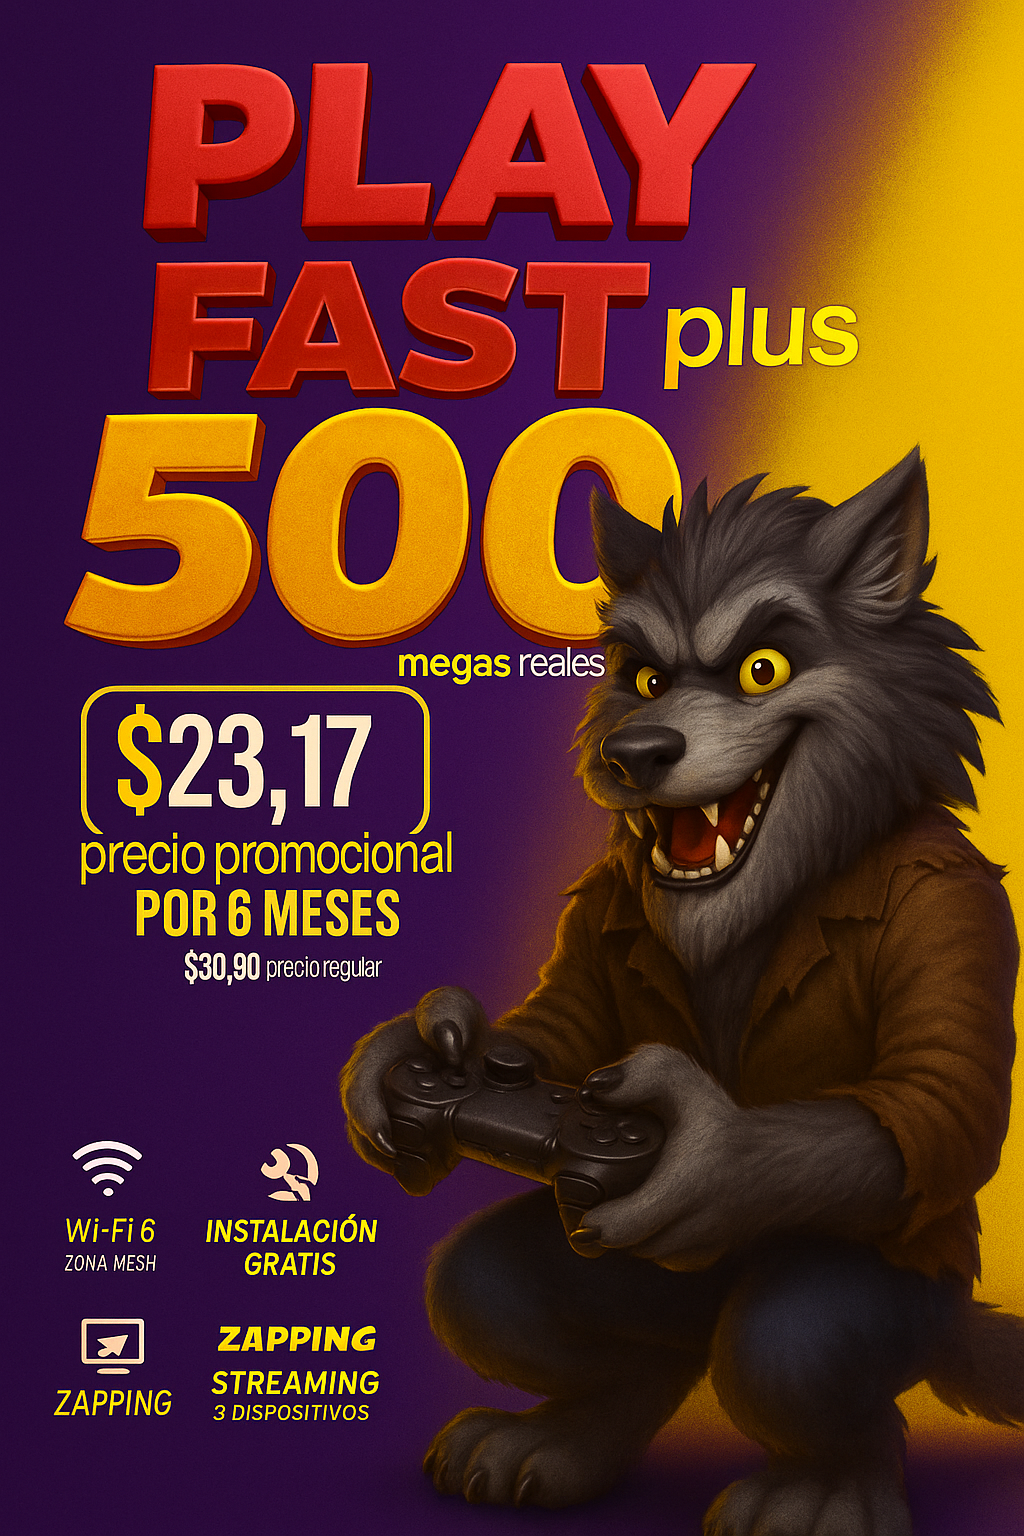 PLAY
FAST plus
500
megas reales
$23,17
precio promocional
POR 6 MESES
$30,90 precio regular
Wi-Fi 6
ZONA MESH
INSTALACIÓN
GRATIS
ZAPPING
ZAPPING
STREAMING
3 DISPOSITIVOS